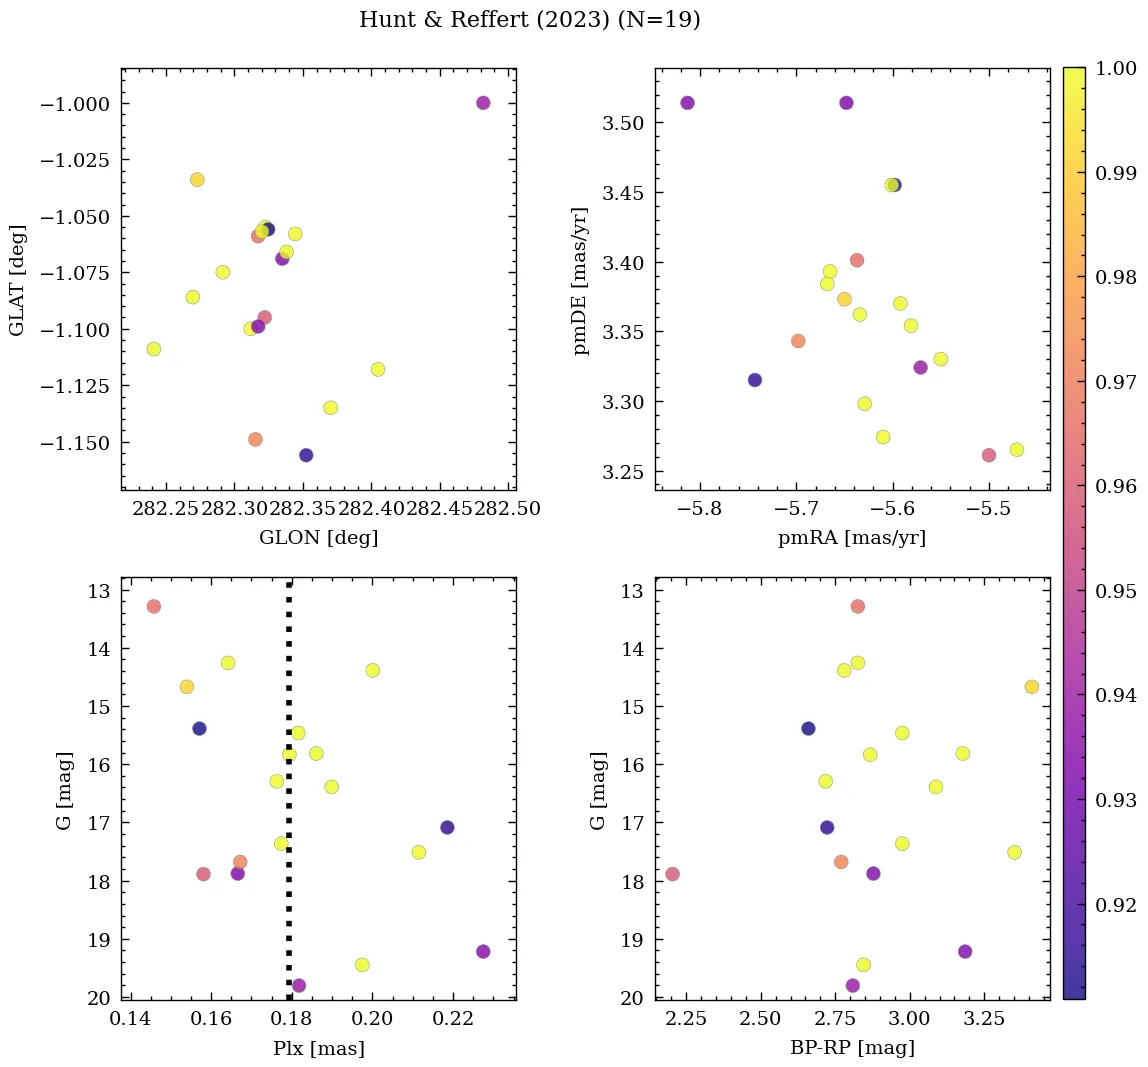 Hunt & Reffert (2023) (N=19)
−1.000
−1.025
−1.050
−1.075
−1.100
−1.125
−1.150
GLAT [deg]
282.25 282.30 282.35 282.40 282.45 282.50
GLON [deg]
3.50
3.45
3.40
3.35
3.30
3.25
pmDE [mas/yr]
−5.8 −5.7 −5.6 −5.5
pmRA [mas/yr]
13
14
15
16
17
18
19
20
G [mag]
0.14 0.16 0.18 0.20 0.22
Plx [mas]
13
14
15
16
17
18
19
20
G [mag]
2.25 2.50 2.75 3.00 3.25
BP-RP [mag]
1.00
0.99
0.98
0.97
0.96
0.95
0.94
0.93
0.92